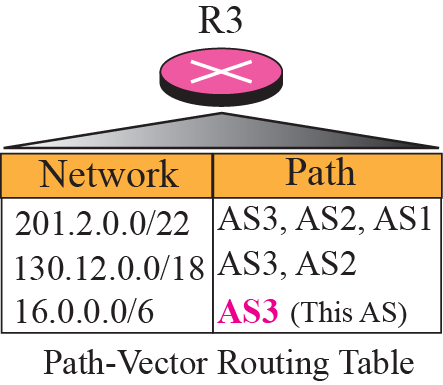 R3
Network Path
201.2.0.0/22 AS3, AS2, AS1
130.12.0.0/18 AS3, AS2
16.0.0.0/6 AS3 (This AS)
Path-Vector Routing Table